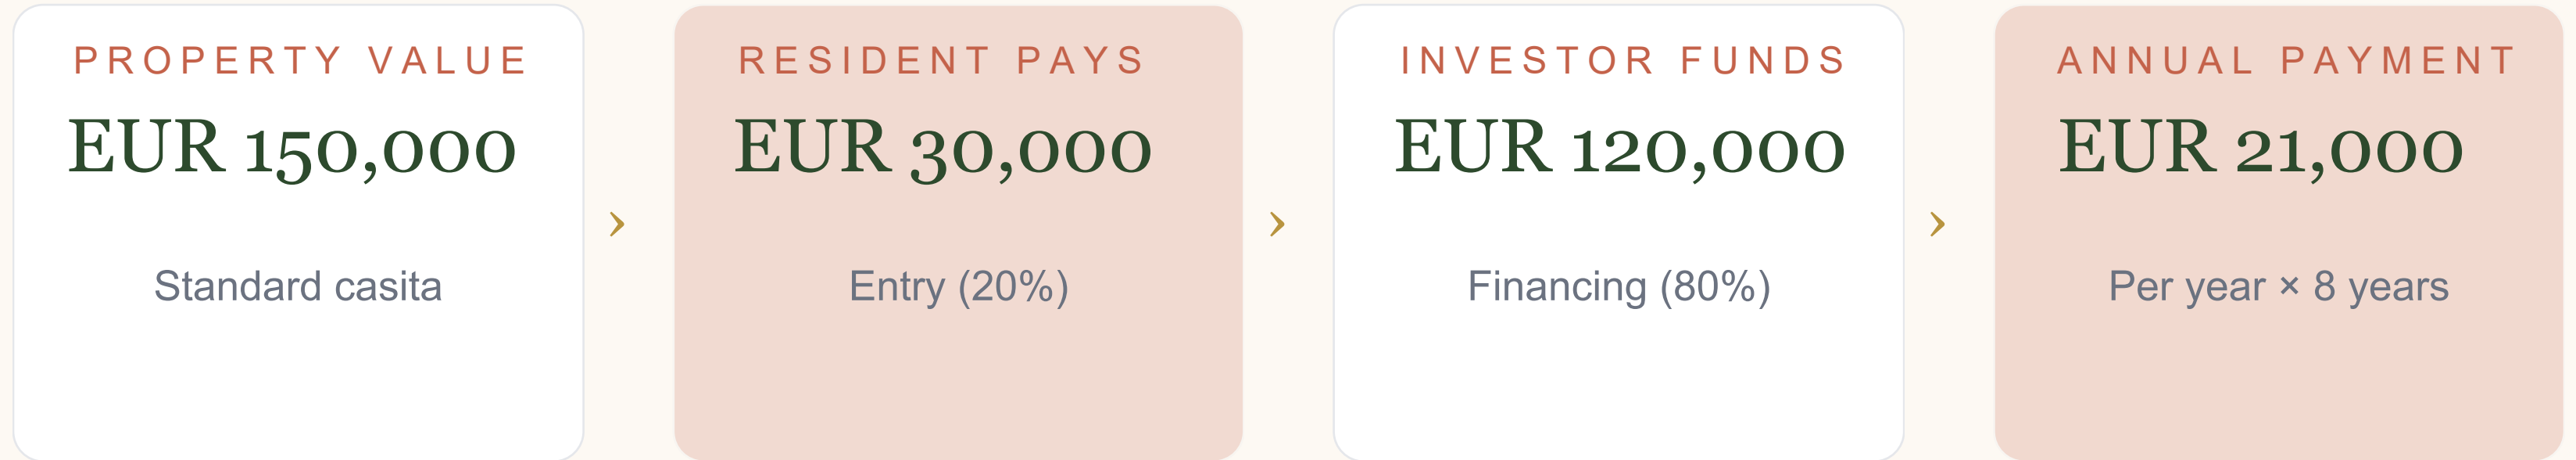 PROPERTY VALUE
EUR 150,000
Standard casita
›
RESIDENT PAYS
EUR 30,000
Entry (20%)
›
INVESTOR FUNDS
EUR 120,000
Financing (80%)
›
ANNUAL PAYMENT
EUR 21,000
Per year × 8 years